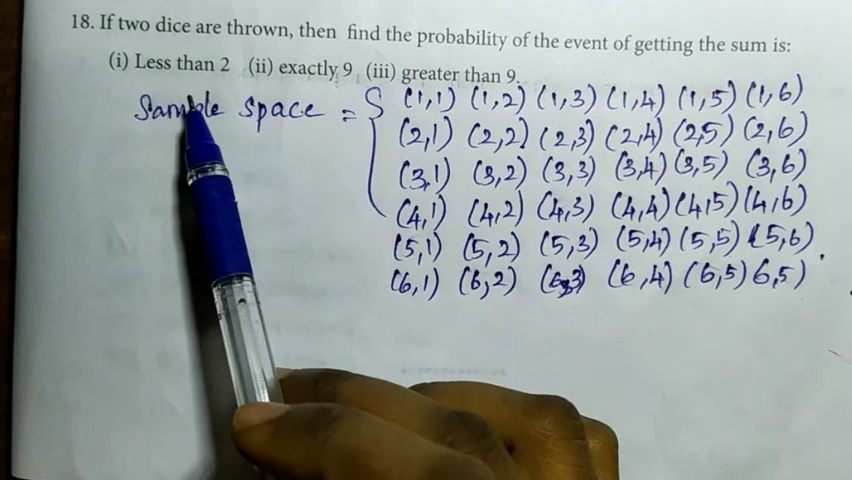 18. If two dice are thrown, then find the probability of the event of getting the sum is:
(i) Less than 2 (ii) exactly 9 (iii) greater than 9.
Sample space = { (1,1) (1,2) (1,3) (1,4) (1,5) (1,6)
(2,1) (2,2) (2,3) (2,4) (2,5) (2,6)
(3,1) (3,2) (3,3) (3,4) (3,5) (3,6)
(4,1) (4,2) (4,3) (4,4) (4,5) (4,6)
(5,1) (5,2) (5,3) (5,4) (5,5) (5,6)
(6,1) (6,2) (6,3) (6,4) (6,5) 6,5)